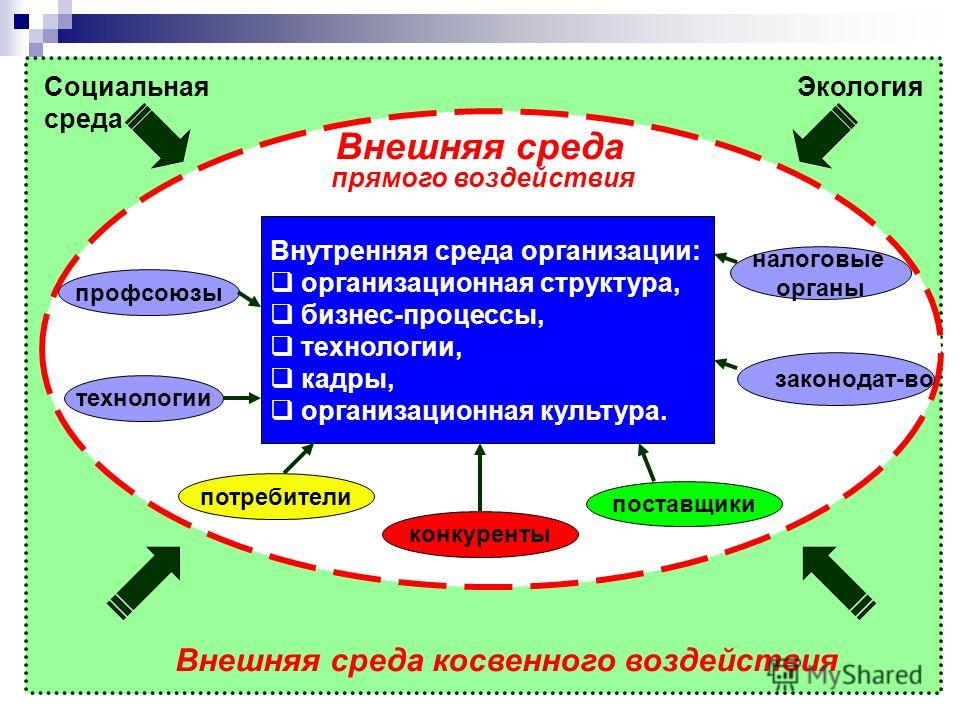 Социальная
среда
Экология
Внешняя среда
прямого воздействия
Внутренняя среда организации:
организационная структура,
бизнес-процессы,
технологии,
кадры,
организационная культура.
налоговые
органы
профсоюзы
законодат-во
технологии
потребители
поставщики
конкуренты
Внешняя среда косвенного воздействия
MyShared